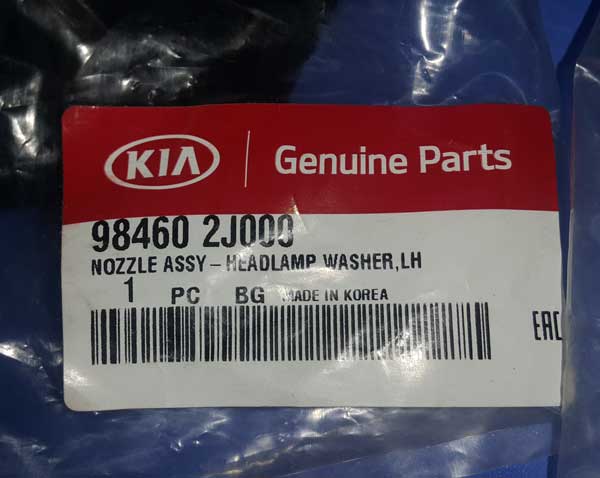 KIA Genuine Parts
98460 2J000
NOZZLE ASSY - HEADLAMP WASHER,LH
1 PC BG MADE IN KOREA
EAC